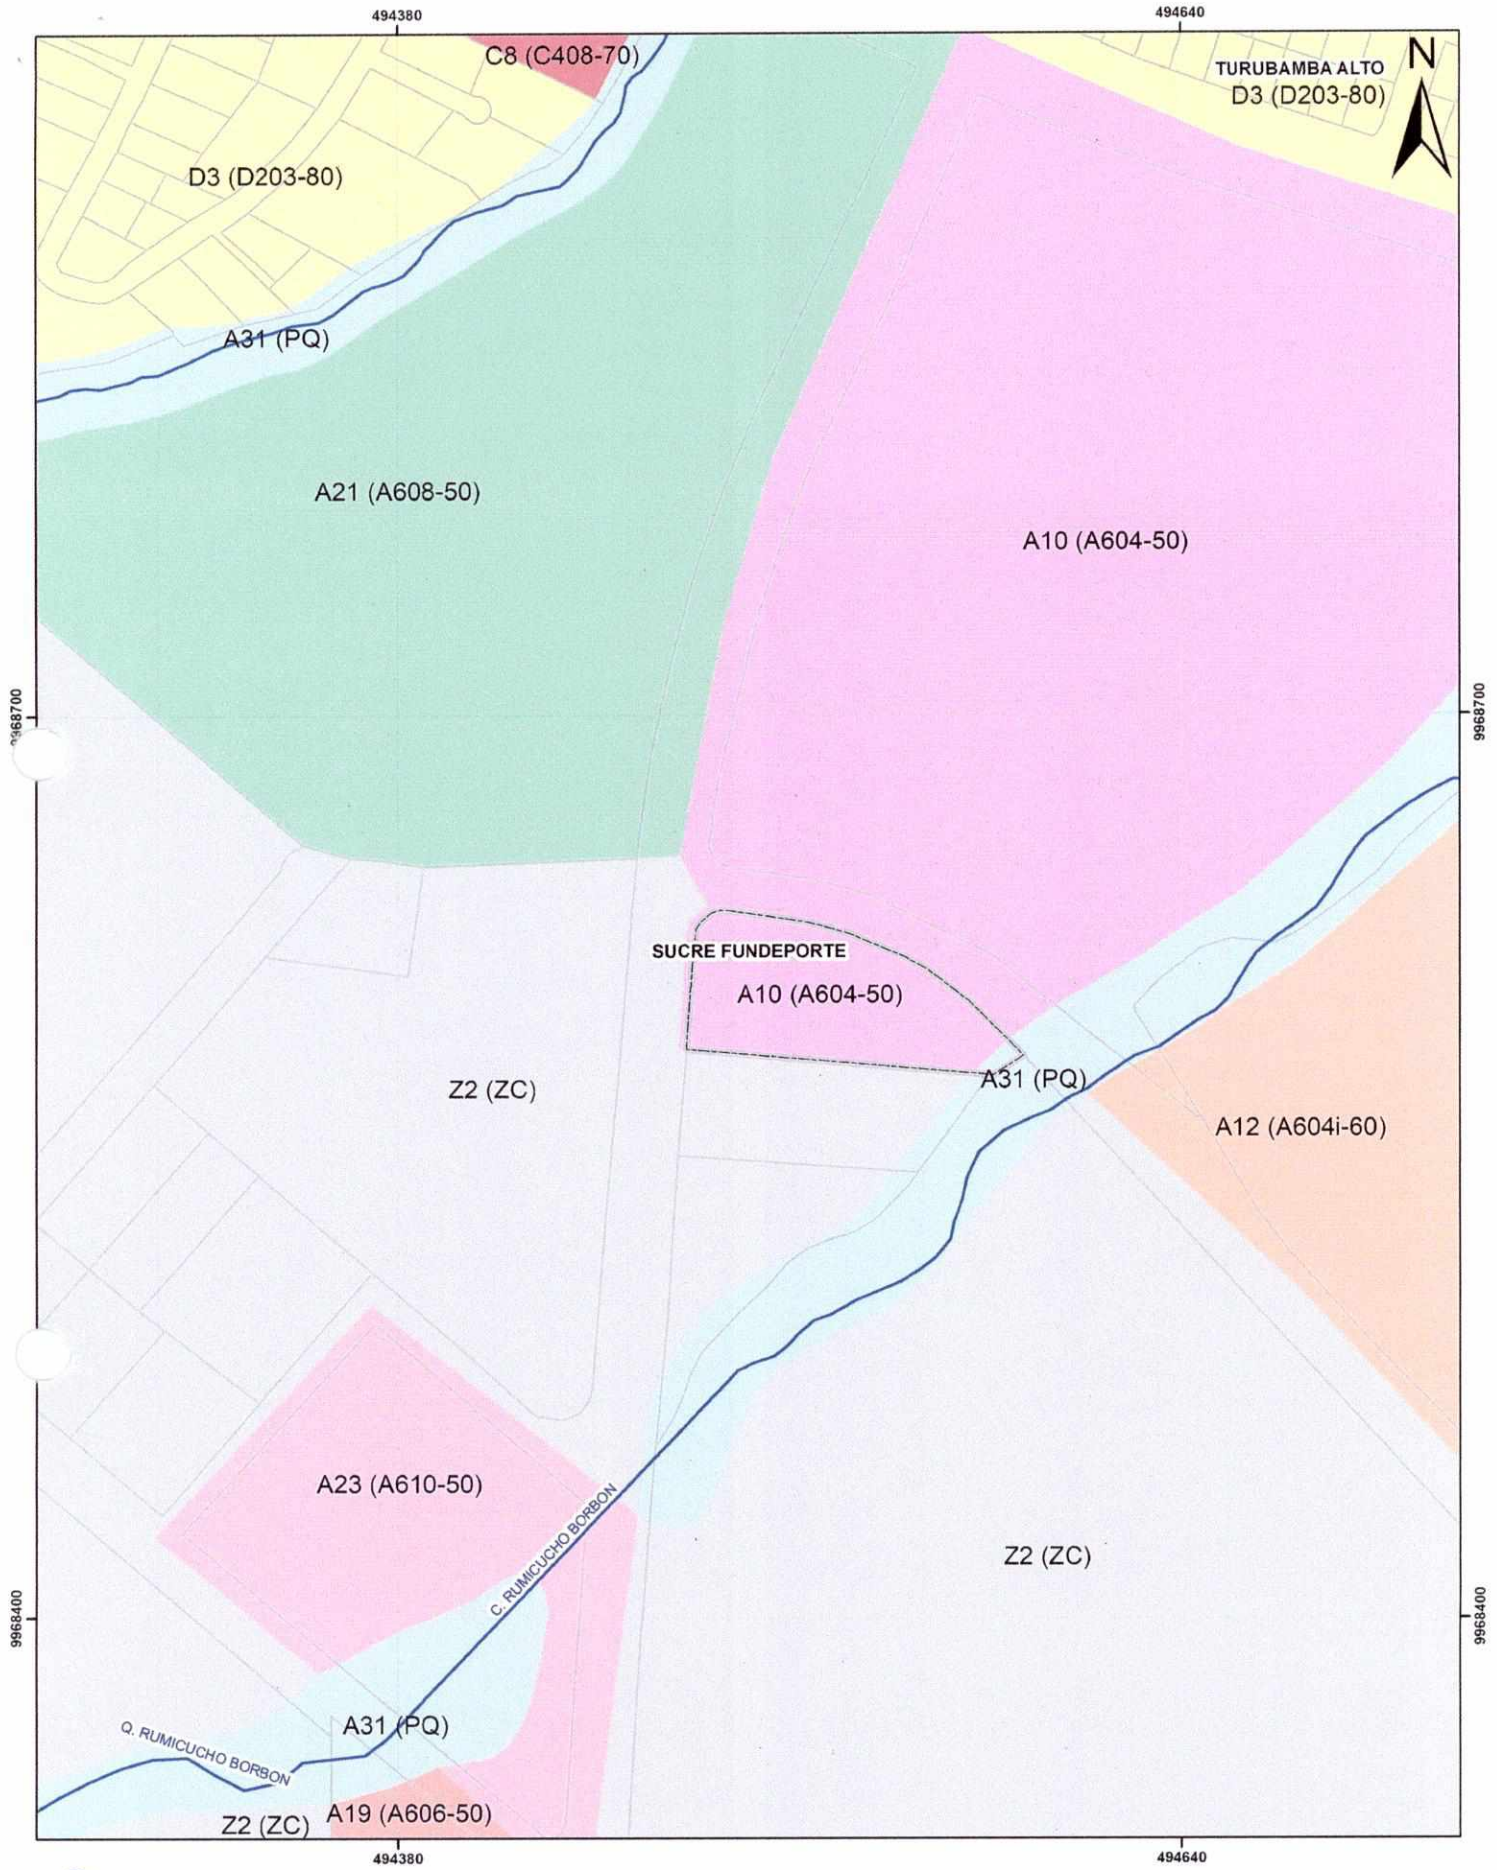 494380
494640
C8 (C408-70)
TURUBAMBA ALTO
D3 (D203-80)
N
D3 (D203-80)
A31 (PQ)
A21 (A608-50)
A10 (A604-50)
9968700
9968700
SUCRE FUNDEPORTE
A10 (A604-50)
A31 (PQ)
Z2 (ZC)
A12 (A604i-60)
A23 (A610-50)
C. RUMICUCHO BORBON
Z2 (ZC)
9968400
9968400
A31 (PQ)
Q. RUMICUCHO BORBON
A19 (A606-50)
Z2 (ZC)
494380
494640